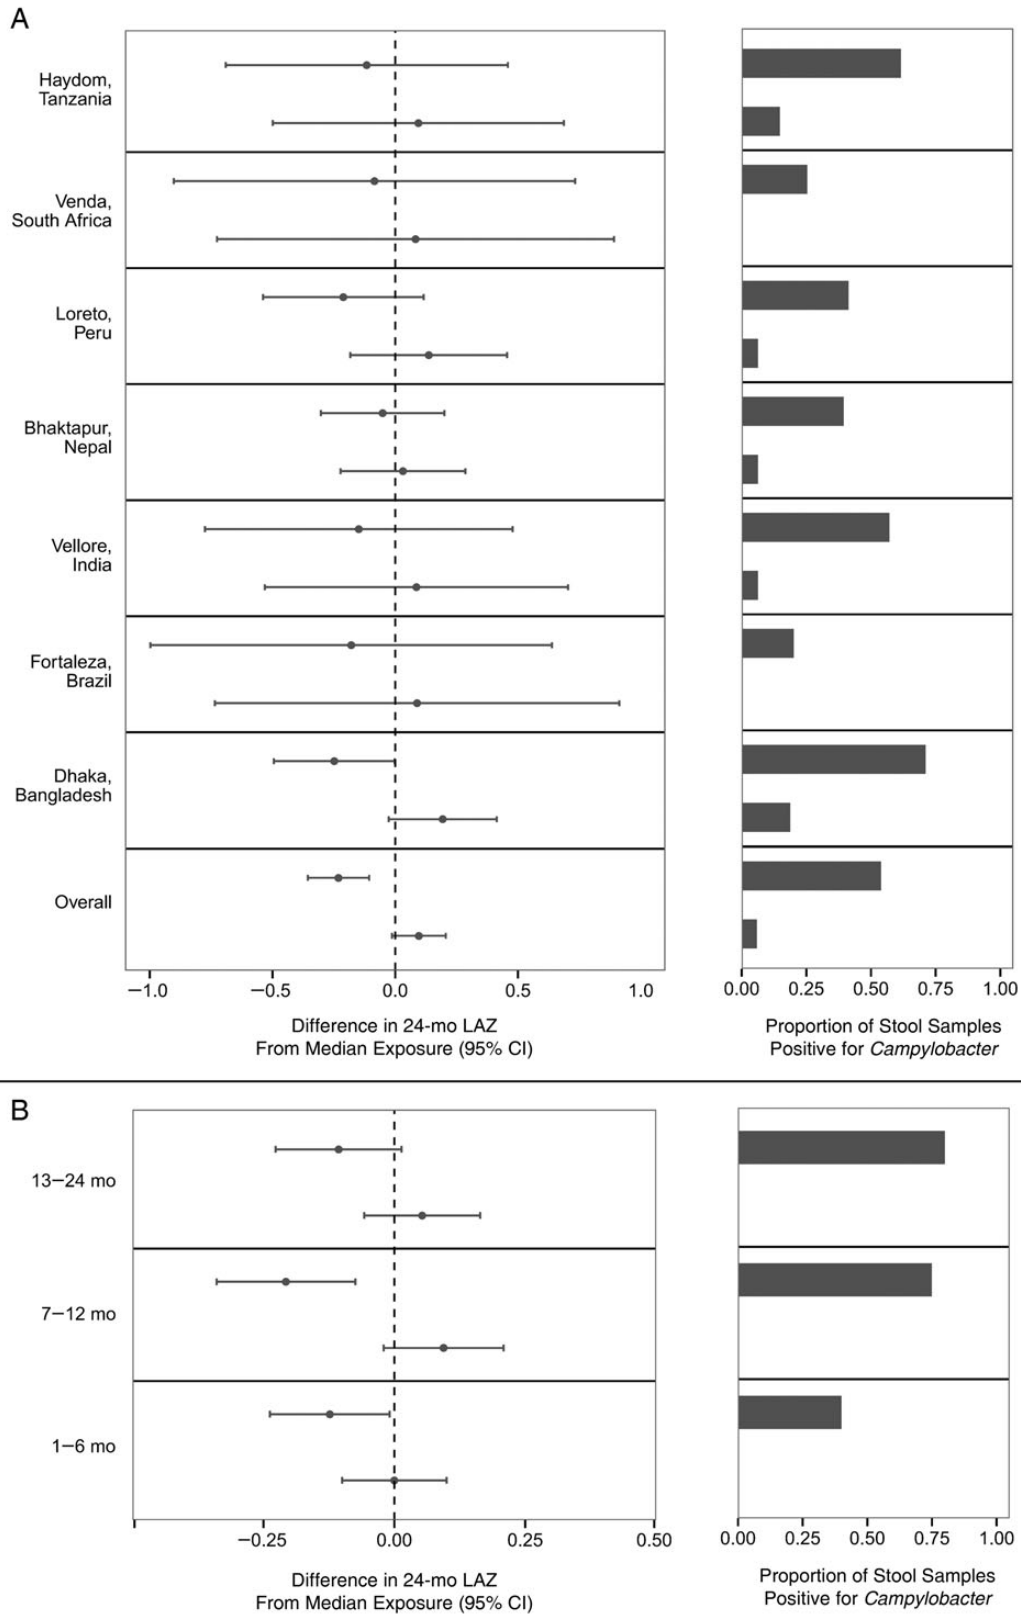 A
Haydom,
Tanzania
Venda,
South Africa
Loreto,
Peru
Bhaktapur,
Nepal
Vellore,
India
Fortaleza,
Brazil
Dhaka,
Bangladesh
Overall
−1.0 −0.5 0.0 0.5 1.0
Difference in 24-mo LAZ
From Median Exposure (95% CI)
0.00 0.25 0.50 0.75 1.00
Proportion of Stool Samples
Positive for Campylobacter
B
13−24 mo
7−12 mo
1−6 mo
−0.25 0.00 0.25 0.50
Difference in 24-mo LAZ
From Median Exposure (95% CI)
0.00 0.25 0.50 0.75 1.00
Proportion of Stool Samples
Positive for Campylobacter